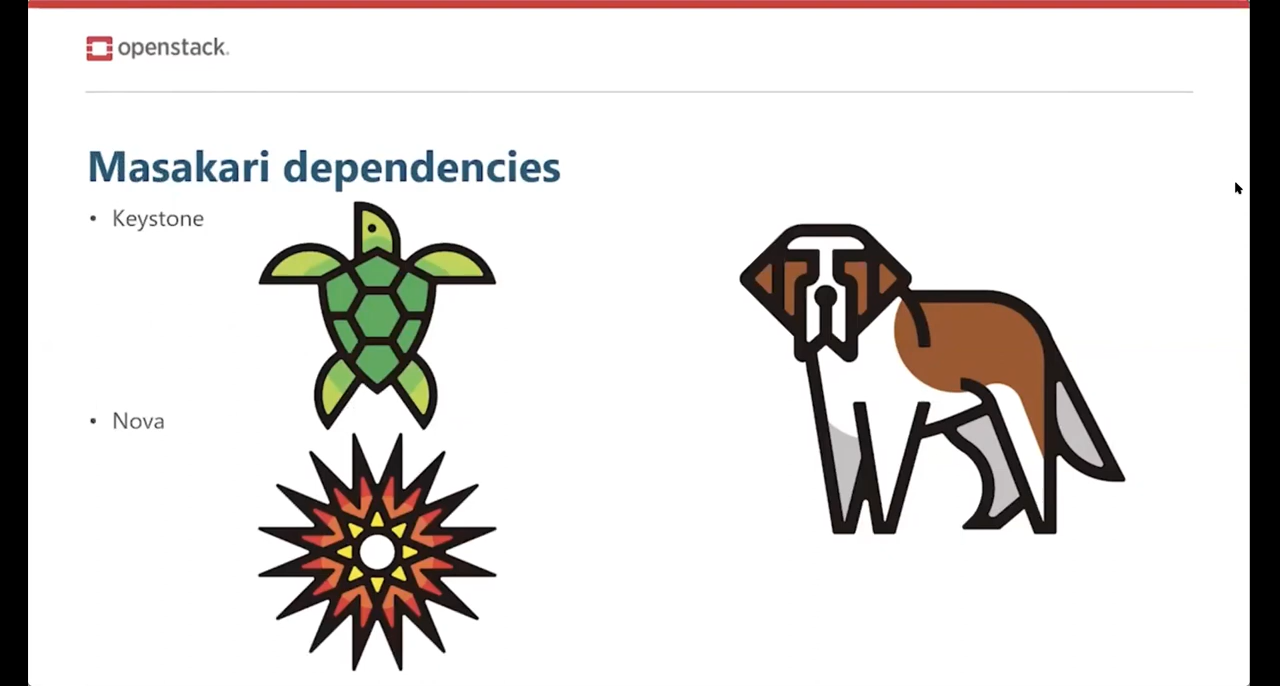 openstack.
Masakari dependencies
• Keystone
• Nova